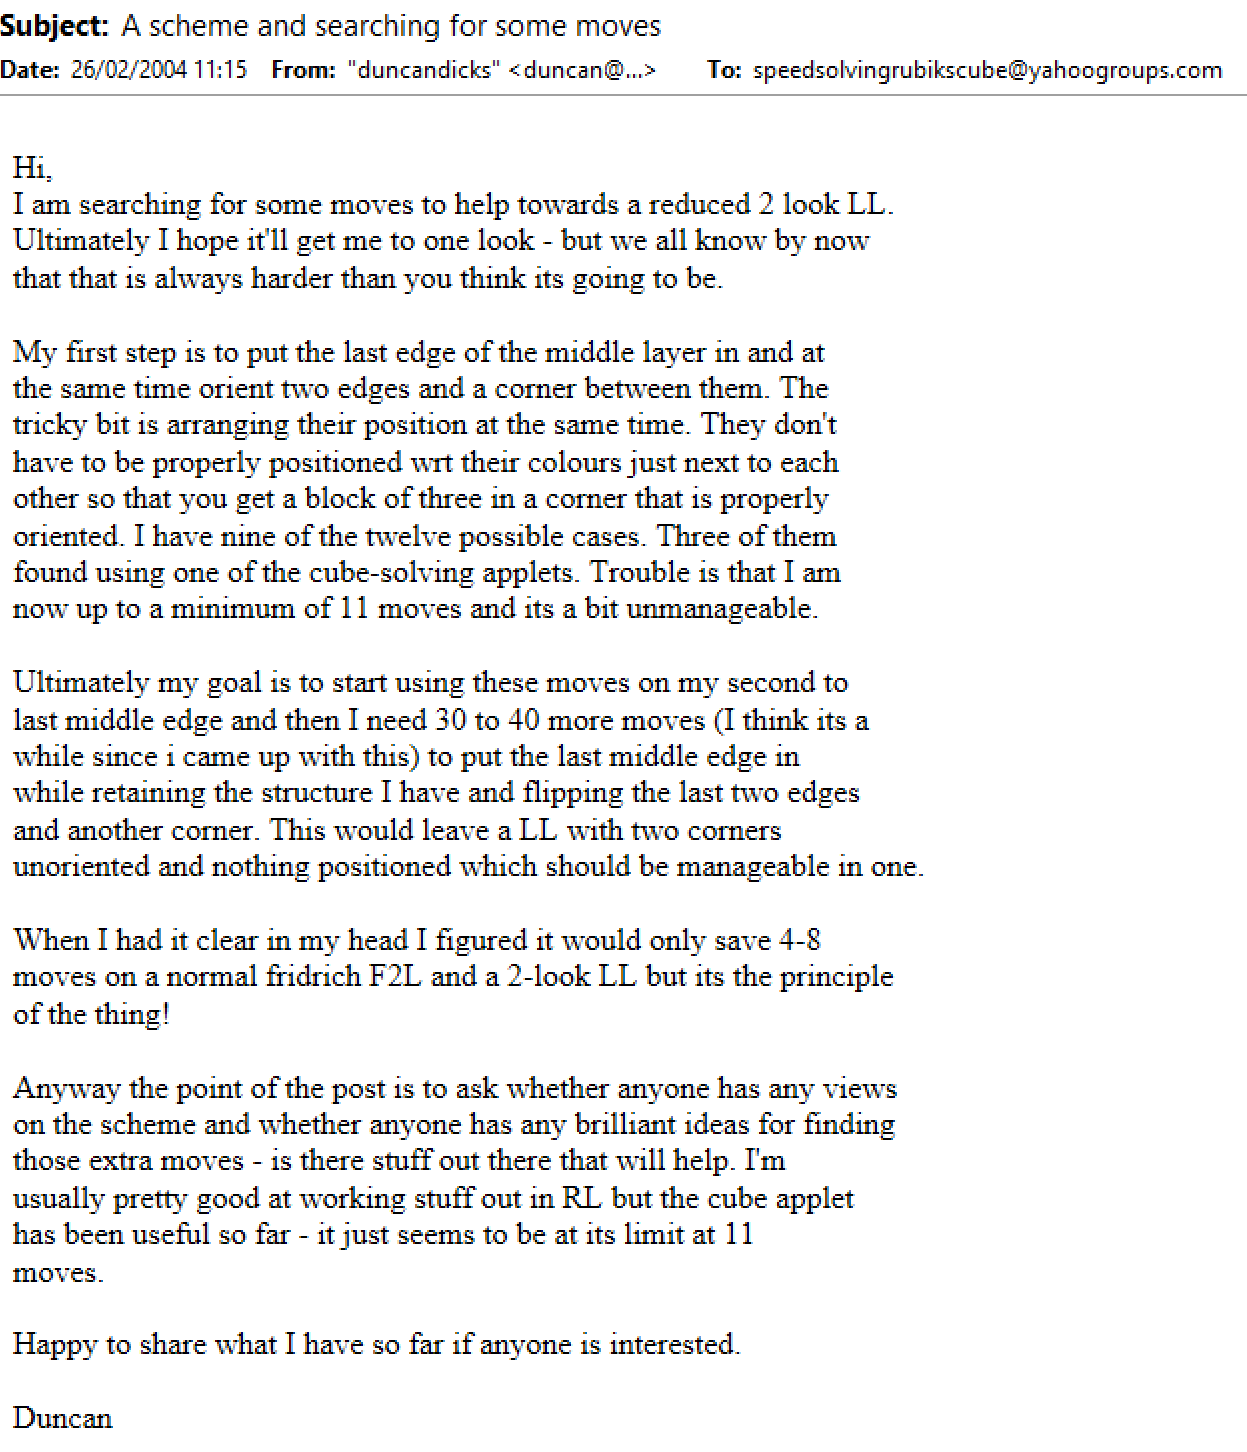 Subject: A scheme and searching for some moves
Date: 26/02/2004 11:15 From: "duncandicks" <duncan@...> To: speedsolvingrubikscube@yahoogroups.com
Hi,
I am searching for some moves to help towards a reduced 2 look LL.
Ultimately I hope it'll get me to one look - but we all know by now
that that is always harder than you think its going to be.
My first step is to put the last edge of the middle layer in and at
the same time orient two edges and a corner between them. The
tricky bit is arranging their position at the same time. They don't
have to be properly positioned wrt their colours just next to each
other so that you get a block of three in a corner that is properly
oriented. I have nine of the twelve possible cases. Three of them
found using one of the cube-solving applets. Trouble is that I am
now up to a minimum of 11 moves and its a bit unmanageable.
Ultimately my goal is to start using these moves on my second to
last middle edge and then I need 30 to 40 more moves (I think its a
while since i came up with this) to put the last middle edge in
while retaining the structure I have and flipping the last two edges
and another corner. This would leave a LL with two corners
unoriented and nothing positioned which should be manageable in one.
When I had it clear in my head I figured it would only save 4-8
moves on a normal fridrich F2L and a 2-look LL but its the principle
of the thing!
Anyway the point of the post is to ask whether anyone has any views
on the scheme and whether anyone has any brilliant ideas for finding
those extra moves - is there stuff out there that will help. I'm
usually pretty good at working stuff out in RL but the cube applet
has been useful so far - it just seems to be at its limit at 11
moves.
Happy to share what I have so far if anyone is interested.
Duncan